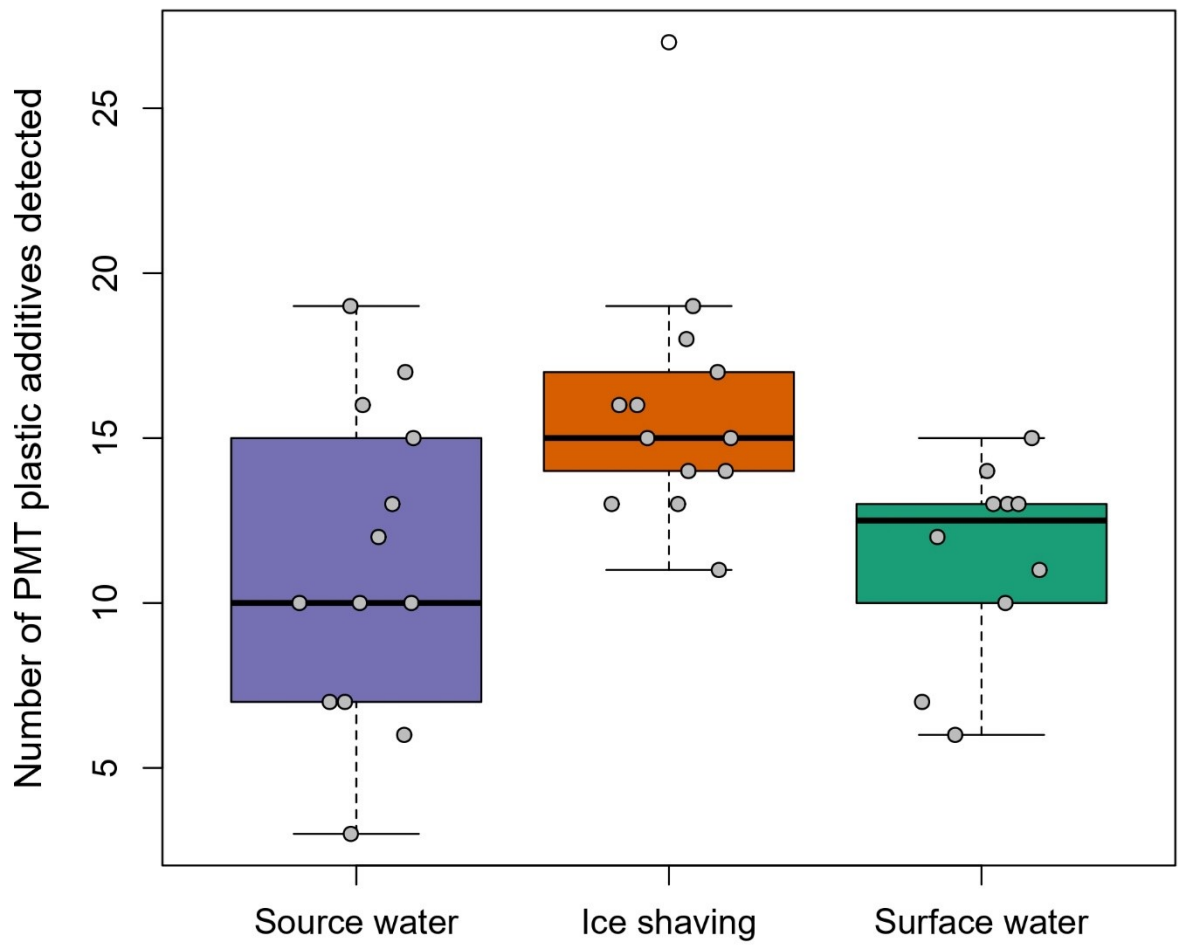 Number of PMT plastic additives detected
25
20
15
10
5
Source water
Ice shaving
Surface water